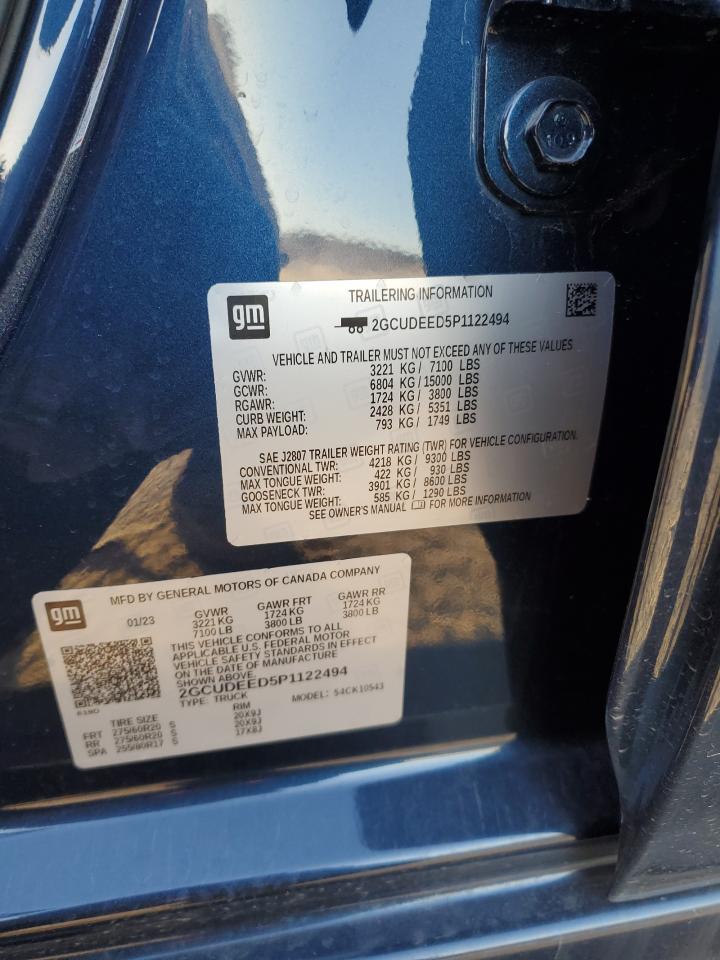 109
gm
TRAILERING INFORMATION
2GCUDEED5P1122494
VEHICLE AND TRAILER MUST NOT EXCEED ANY OF THESE VALUES
GVWR: 3221 KG / 7100 LBS
GCWR: 6804 KG / 15000 LBS
RGAWR: 1724 KG / 3800 LBS
CURB WEIGHT: 2428 KG / 5351 LBS
MAX PAYLOAD: 793 KG / 1749 LBS
SAE J2807 TRAILER WEIGHT RATING (TWR) FOR VEHICLE CONFIGURATION.
CONVENTIONAL TWR: 4218 KG / 9300 LBS
MAX TONGUE WEIGHT: 422 KG / 930 LBS
GOOSENECK TWR: 3901 KG / 8600 LBS
MAX TONGUE WEIGHT: 585 KG / 1290 LBS
SEE OWNER'S MANUAL FOR MORE INFORMATION
gm
MFD BY GENERAL MOTORS OF CANADA COMPANY
01/23 GVWR GAWR FRT GAWR RR
3221 KG 1724 KG 1724 KG
7100 LB 3800 LB 3800 LB
THIS VEHICLE CONFORMS TO ALL
APPLICABLE U.S. FEDERAL MOTOR
VEHICLE SAFETY STANDARDS IN EFFECT
ON THE DATE OF MANUFACTURE
SHOWN ABOVE.
2GCUDEED5P1122494
TYPE: TRUCK MODEL: S4CK10543
TIRE SIZE RIM
FRT 275/60R20 S 20X9J
RR 275/60R20 S 20X9J
SPA 255/80R17 S 17X8J